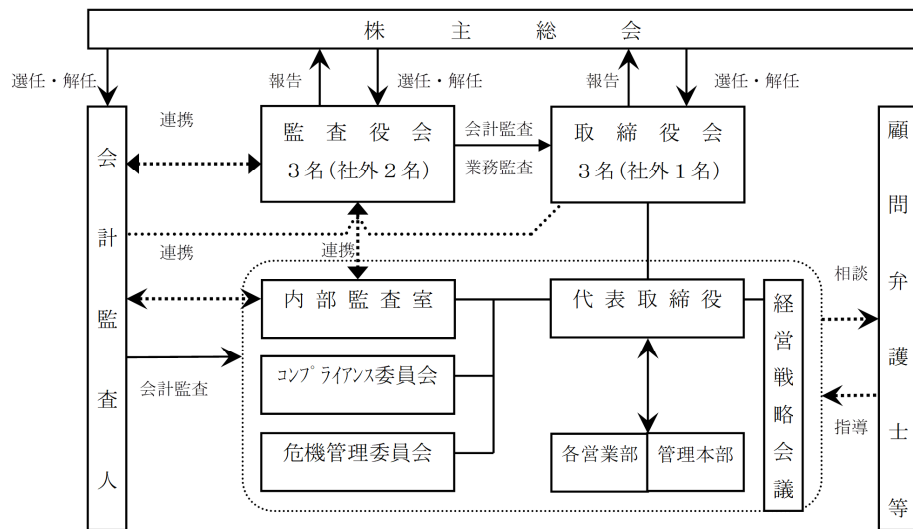 株主総会
選任・解任
報告
選任・解任
報告
選任・解任
会計監査人
連携
監査役会
3名(社外2名)
会計監査
業務監査
取締役会
3名(社外1名)
顧問弁護士等
連携
連携
相談
内部監査室
代表取締役
経営戦略会議
コンプライアンス委員会
会計監査
指導
危機管理委員会
各営業部
管理本部